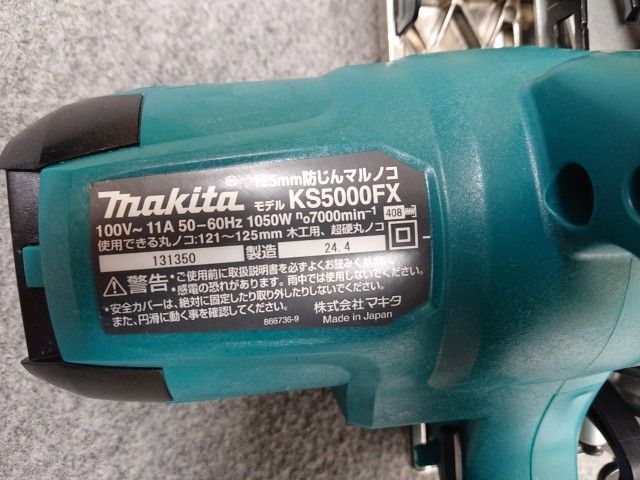 125mm防じんマルノコ
makita® モデル KS5000FX
100V~ 11A 50-60Hz 1050W n₀7000min⁻¹ 408
使用できる丸ノコ:121~125mm 木工用、超硬丸ノコ
131350 製造 24.4
警告・ご使用前に取扱説明書を必ずよくお読みください。
・感電の恐れがあります。雨中では使用しないでください。
・安全カバーは、絶対に固定したり取り外したりしないでください。
また、円滑に動く事を確認してください。
株式会社 マキタ
866736-9 Made in Japan